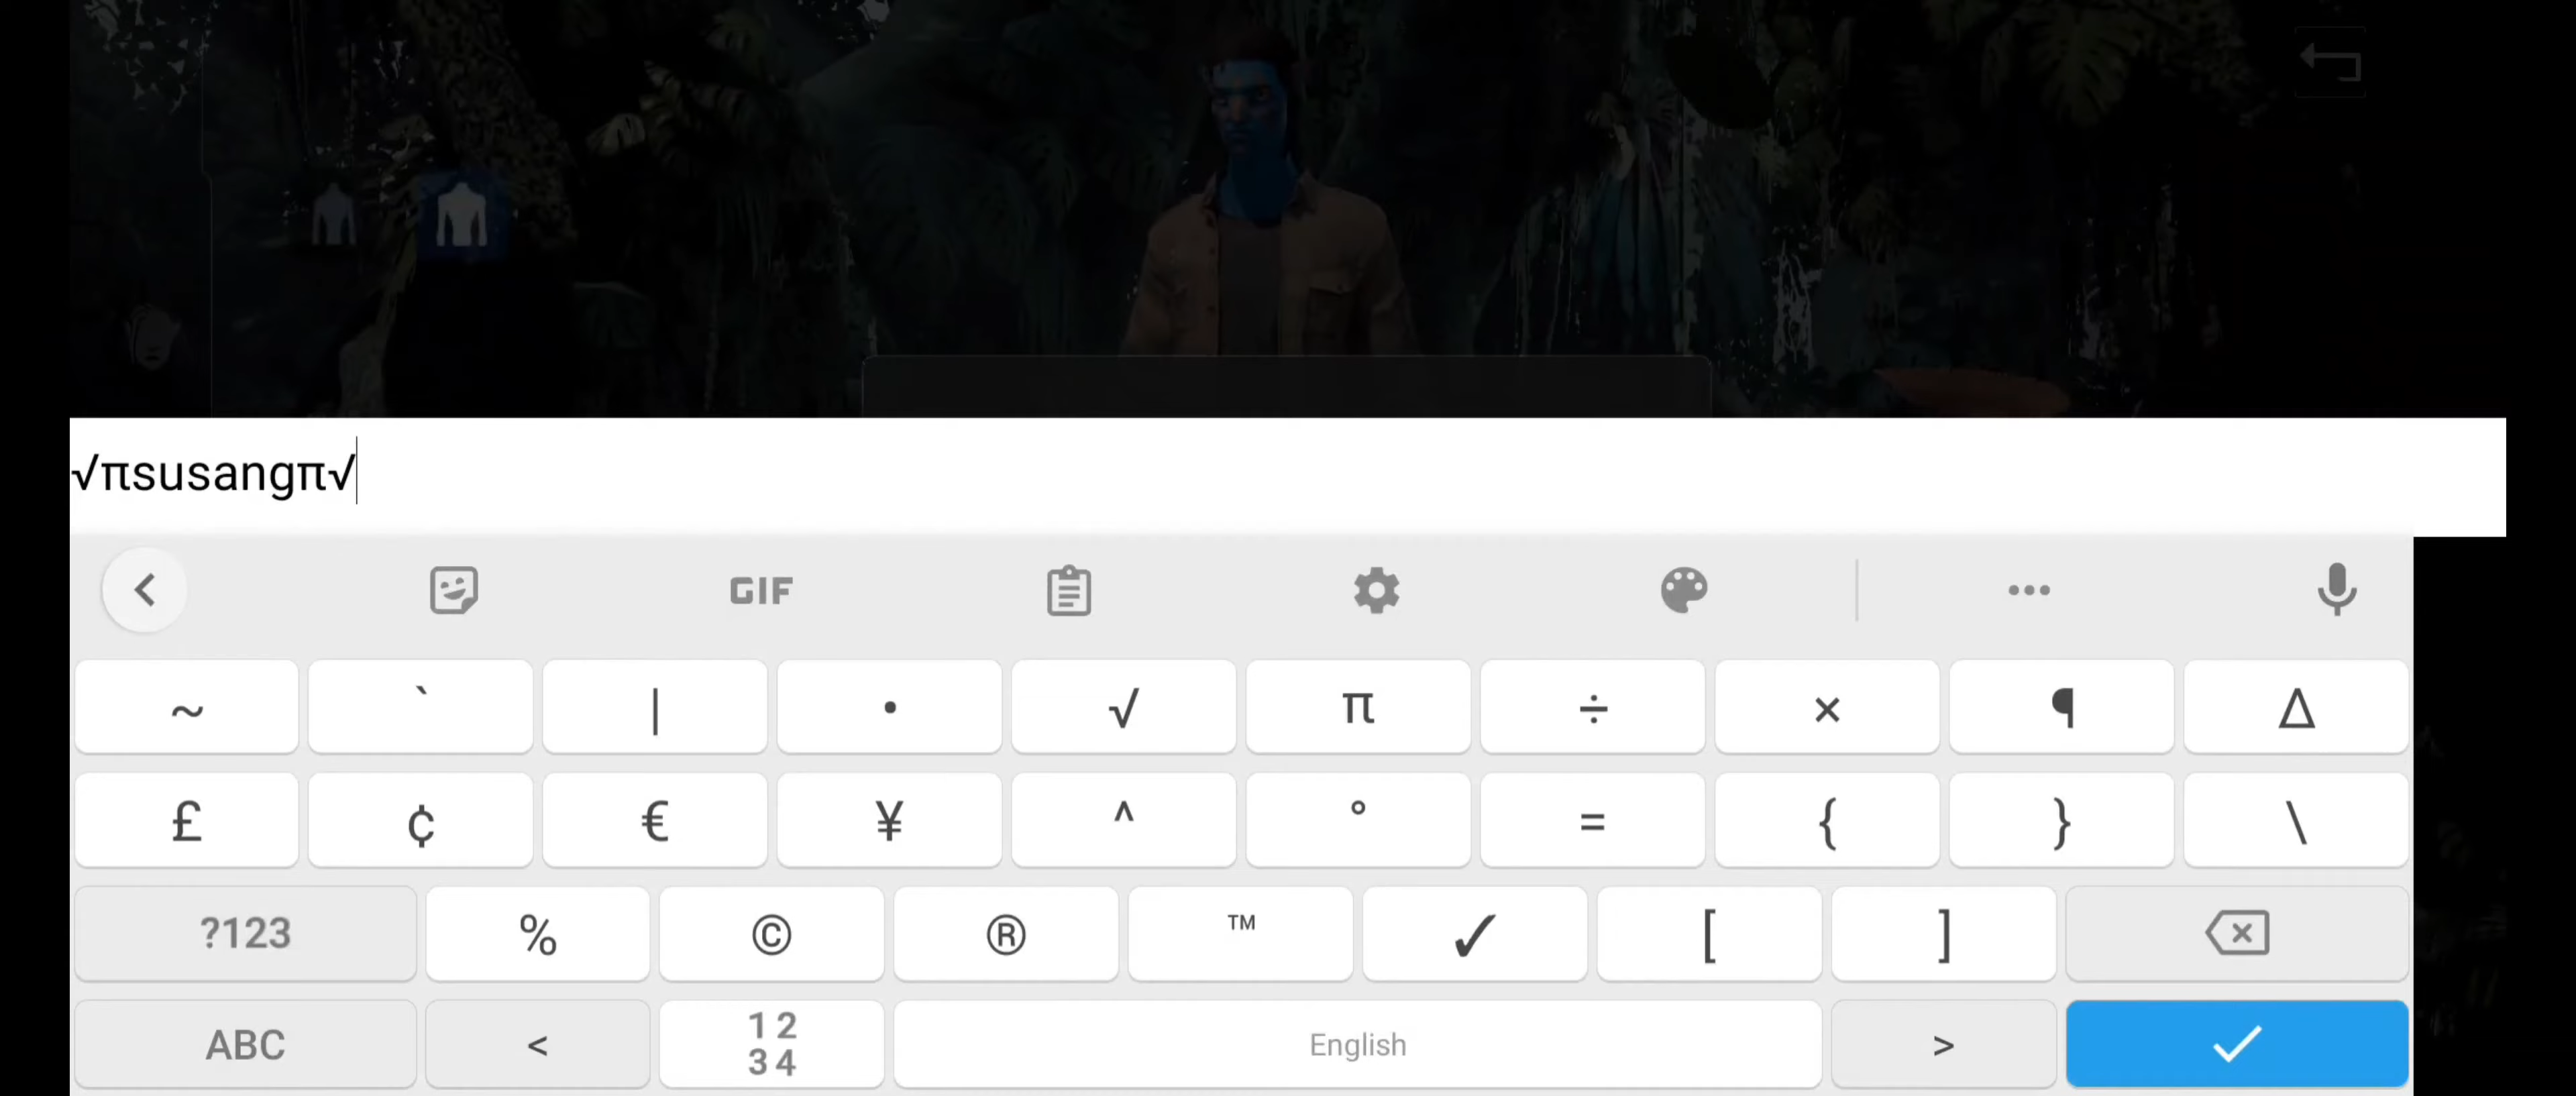 √πsusangπ√
GIF
~ ` | • √ π ÷ × ¶ Δ
£ ¢ € ¥ ^ ° = { } \
?123 % © ® ™ ✓ [ ]
ABC < 1 2 3 4 English >